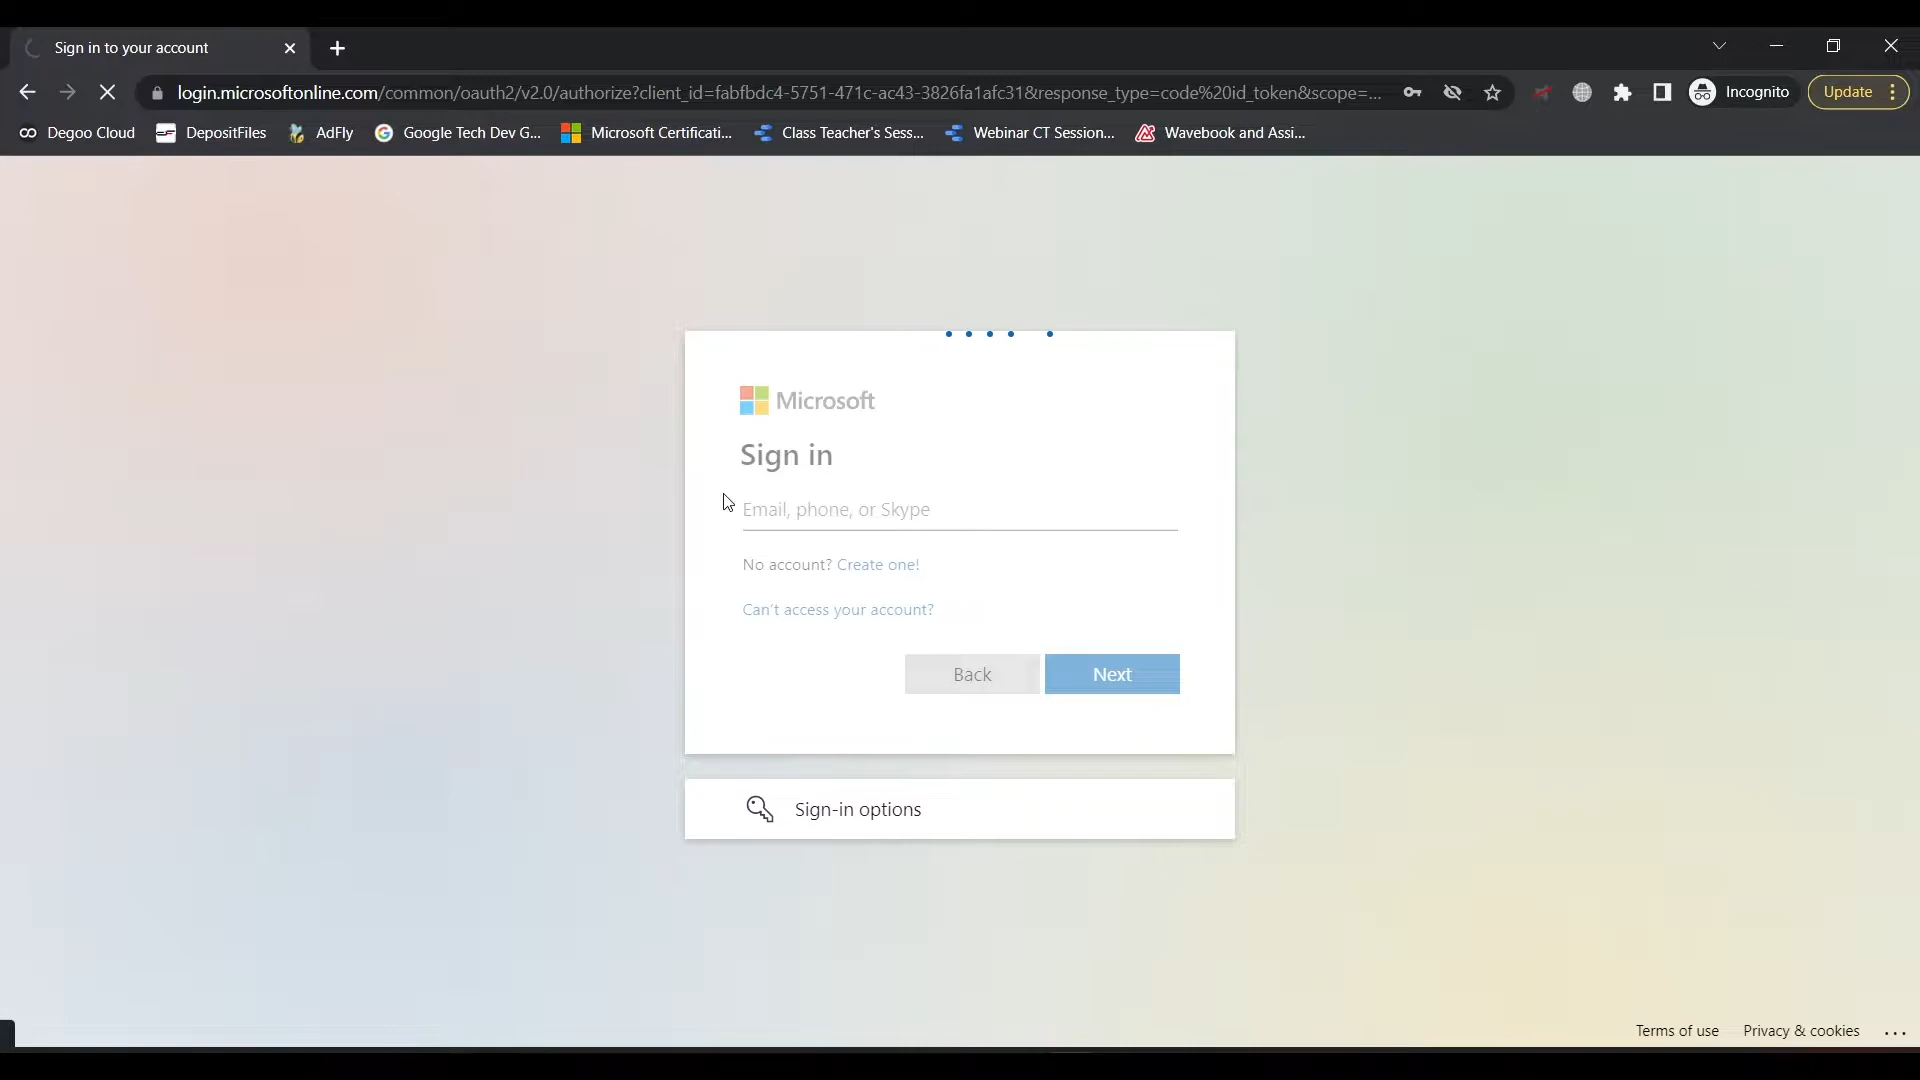 Sign in to your account
login.microsoftonline.com/common/oauth2/v2.0/authorize?client_id=fabfbdc4-5751-471c-ac43-3826fa1afc31&response_type=code%20id_token&scope=...
Incognito
Update
Degoo Cloud
DepositFiles
AdFly
Google Tech Dev G...
Microsoft Certificati...
Class Teacher's Sess...
Webinar CT Session...
Wavebook and Assi...
Microsoft
Sign in
Email, phone, or Skype
No account? Create one!
Can't access your account?
Back
Next
Sign-in options
Terms of use
Privacy & cookies
...